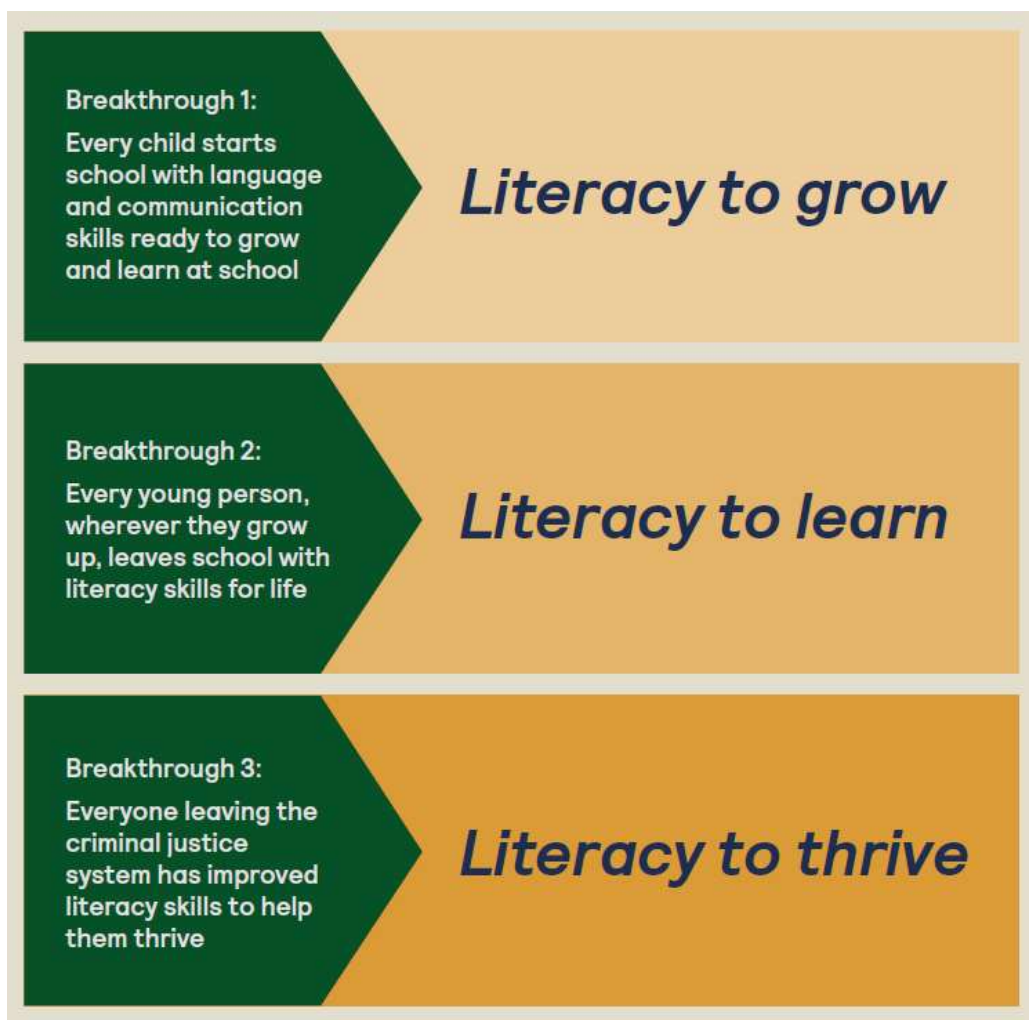 Breakthrough 1:
Every child starts
school with language
and communication
skills ready to grow
and learn at school
Literacy to grow
Breakthrough 2:
Every young person,
wherever they grow
up, leaves school with
literacy skills for life
Literacy to learn
Breakthrough 3:
Everyone leaving the
criminal justice
system has improved
literacy skills to help
them thrive
Literacy to thrive